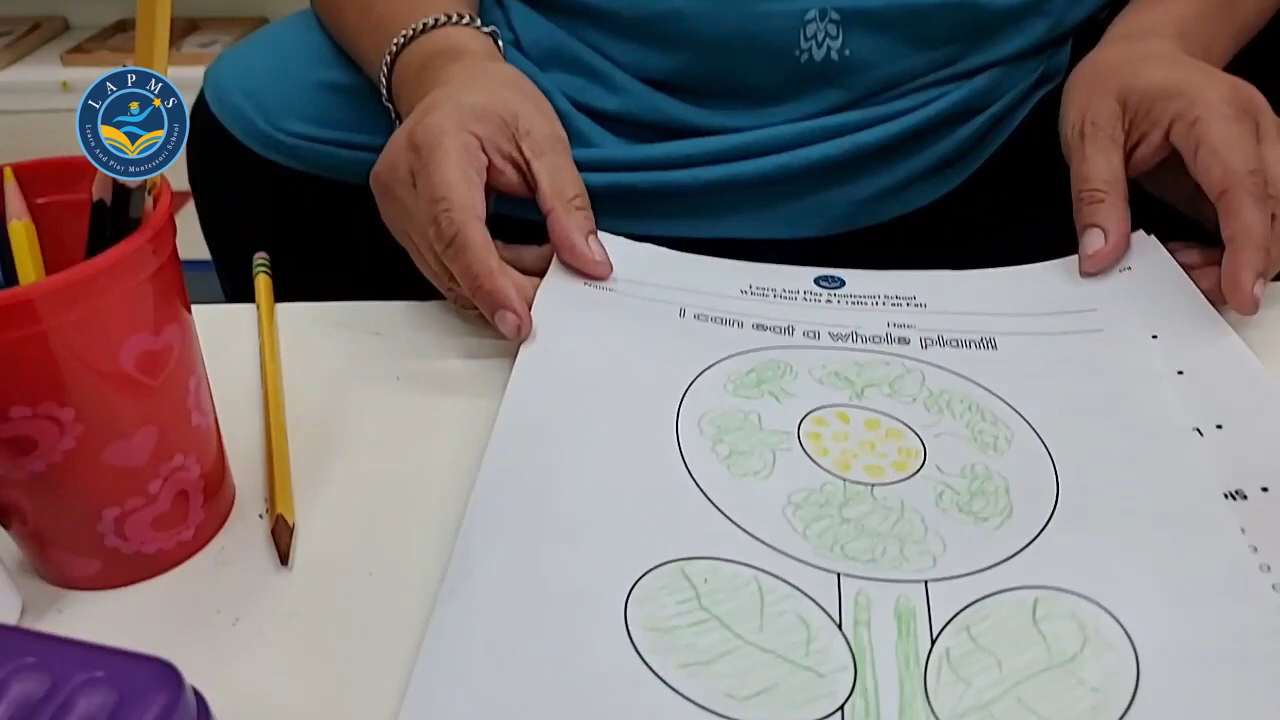 LAPMS
Learn And Play Montessori School
Learn And Play Montessori School
Whole Plant Arts & Crafts (I Can Eat)
Name:
Date:
I can eat a whole plant!